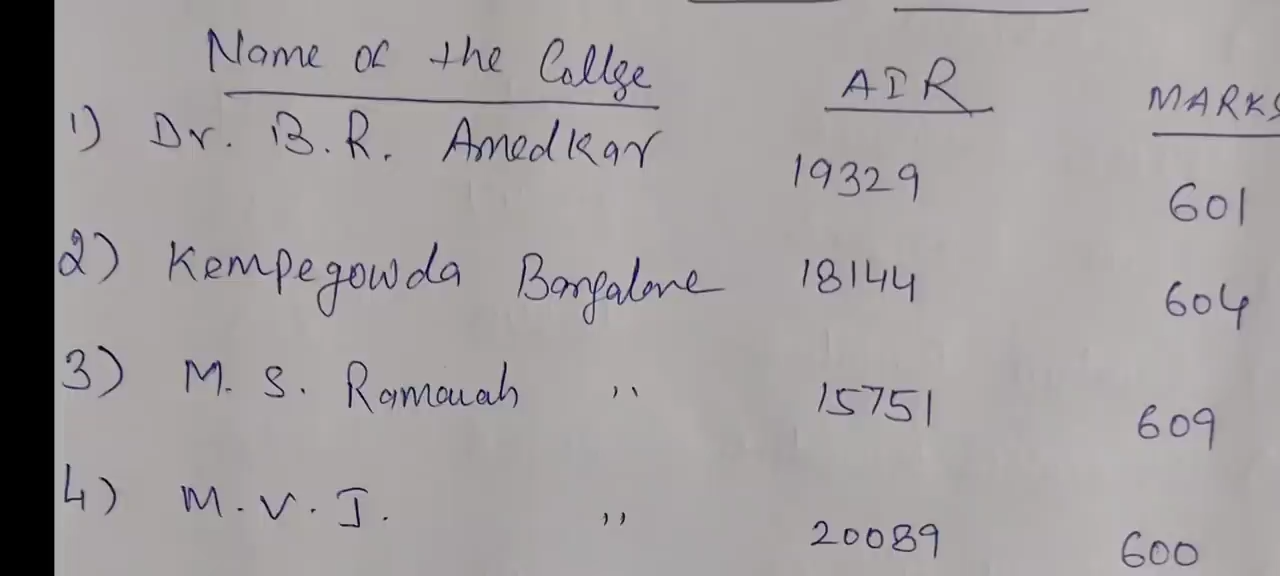 Name of the Collge AIR MARKS
1) Dr. B.R. Amedkar 19329 601
2) Kempegowda Bangalore 18144 604
3) M. S. Ramaiah ,, 15751 609
4) M.V.J. ,, 20089 600